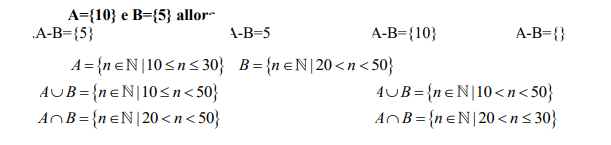 A={10} e B={5} allora
.A-B={5} A-B=5 A-B={10} A-B={}
A={n∈ℕ|10≤n≤30} B={n∈ℕ|20<n<50}
A∪B={n∈ℕ|10≤n<50} A∪B={n∈ℕ|10<n<50}
A∩B={n∈ℕ|20<n<50} A∩B={n∈ℕ|20<n≤30}